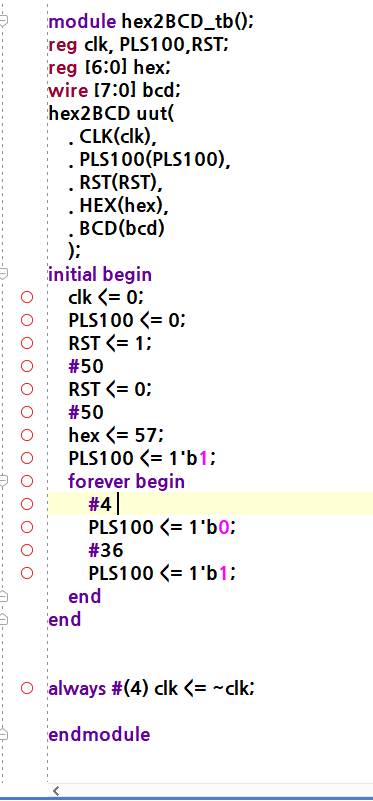 module hex2BCD_tb();
reg clk, PLS100,RST;
reg [6:0] hex;
wire [7:0] bcd;
hex2BCD uut(
. CLK(clk),
. PLS100(PLS100),
. RST(RST),
. HEX(hex),
. BCD(bcd)
);
initial begin
clk <= 0;
PLS100 <= 0;
RST <= 1;
#50
RST <= 0;
#50
hex <= 57;
PLS100 <= 1'b1;
forever begin
#4
PLS100 <= 1'b0;
#36
PLS100 <= 1'b1;
end
end
always #(4) clk <= ~clk;
endmodule